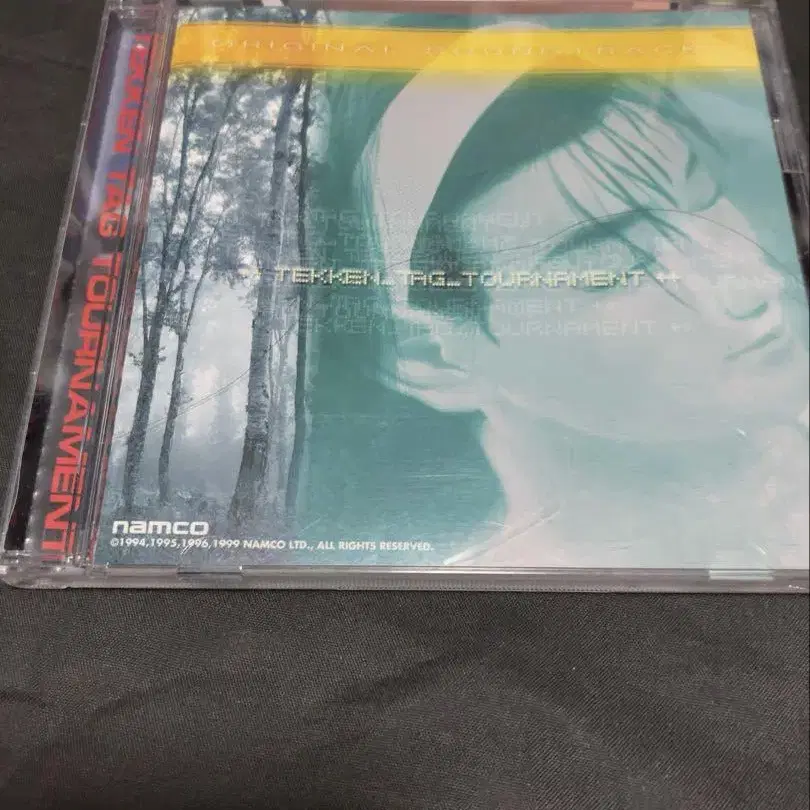 ORIGINAL SOUNDTRACK
TEKKEN TAG TOURNAMENT
TEKKEN_TAG_TOURNAMENT
TEKKEN_TAG_TOURNAMENT
namco
©1994,1995,1996,1999 NAMCO LTD., ALL RIGHTS RESERVED.